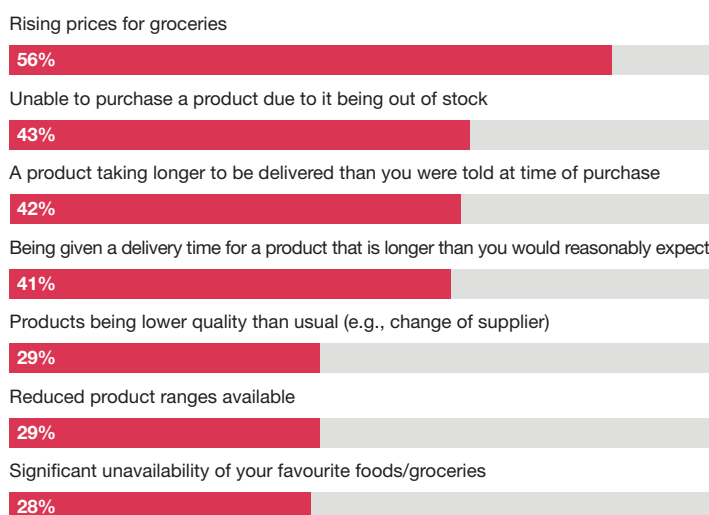 Rising prices for groceries
56%
Unable to purchase a product due to it being out of stock
43%
A product taking longer to be delivered than you were told at time of purchase
42%
Being given a delivery time for a product that is longer than you would reasonably expect
41%
Products being lower quality than usual (e.g., change of supplier)
29%
Reduced product ranges available
29%
Significant unavailability of your favourite foods/groceries
28%